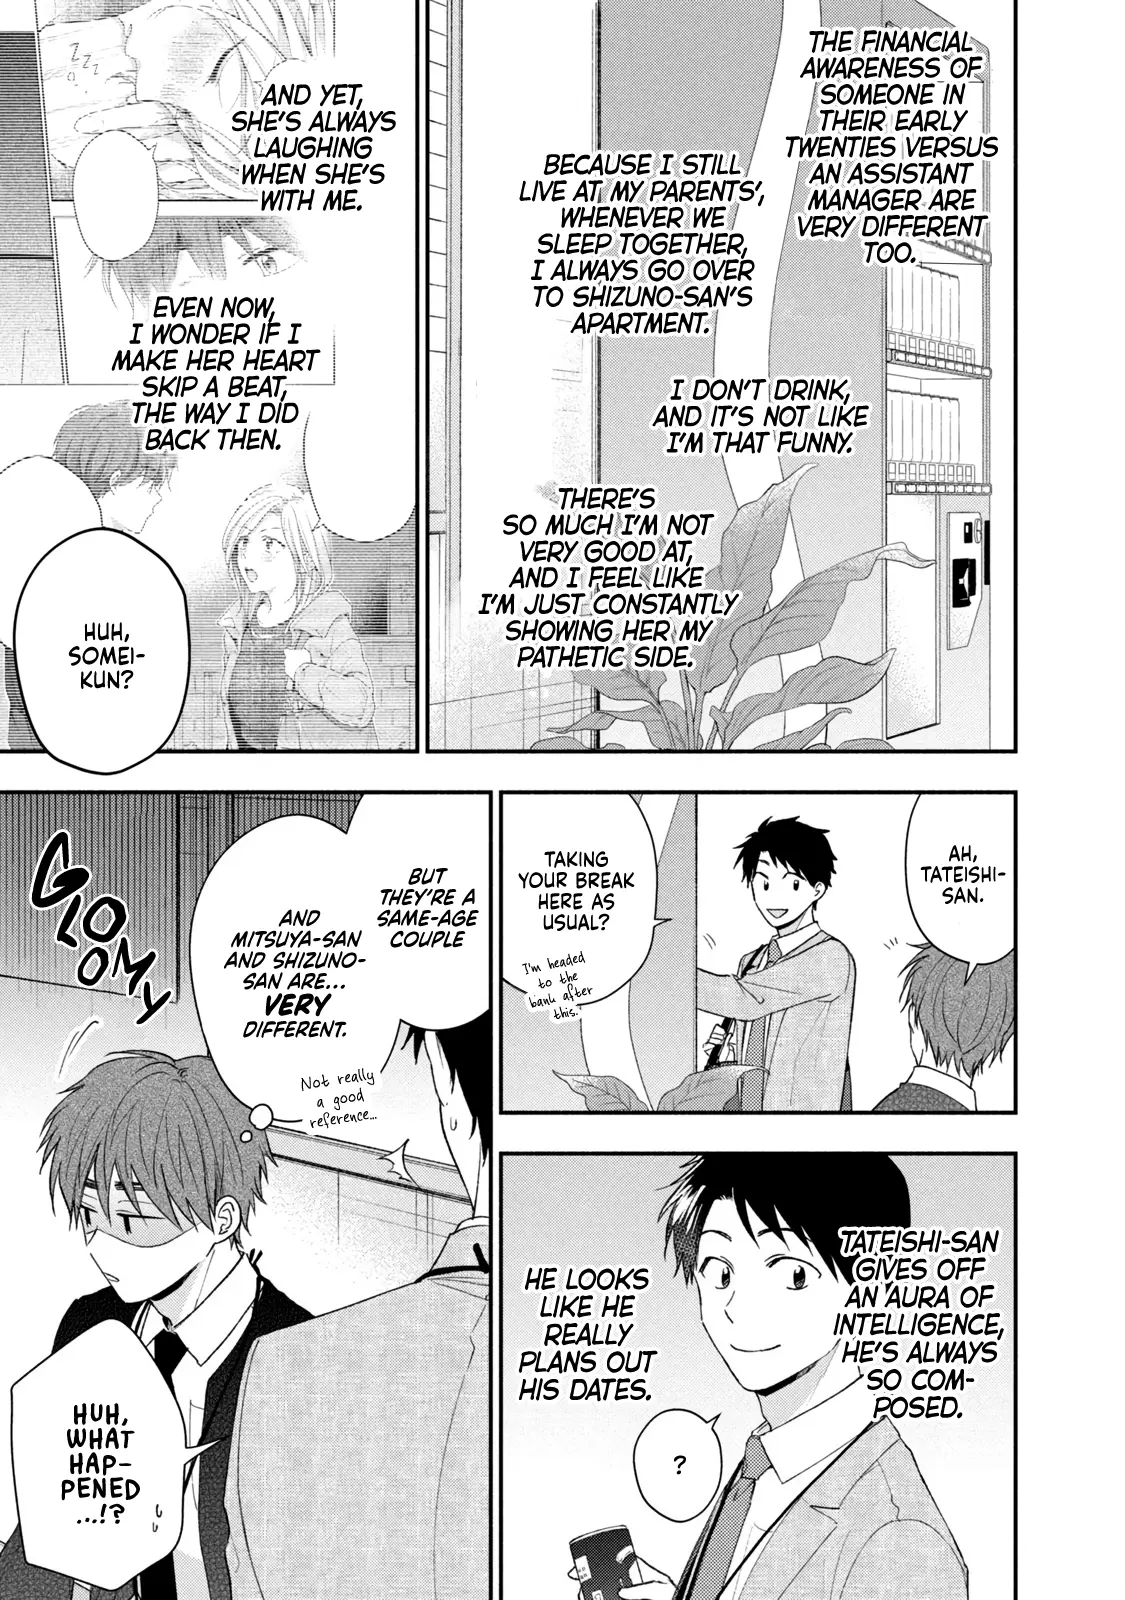 THE FINANCIAL
AWARENESS OF
SOMEONE IN
THEIR EARLY
TWENTIES VERSUS
AN ASSISTANT
MANAGER ARE
VERY DIFFERENT
TOO.
BECAUSE I STILL
LIVE AT MY PARENTS',
WHENEVER WE
SLEEP TOGETHER,
I ALWAYS GO OVER
TO SHIZUNO-SAN'S
APARTMENT.
I DON'T DRINK,
AND IT'S NOT LIKE
I'M THAT FUNNY.
THERE'S
SO MUCH I'M NOT
VERY GOOD AT,
AND I FEEL LIKE
I'M JUST CONSTANTLY
SHOWING HER MY
PATHETIC SIDE.
ZZZ
AND YET,
SHE'S ALWAYS
LAUGHING
WHEN SHE'S
WITH ME.
EVEN NOW,
I WONDER IF I
MAKE HER HEART
SKIP A BEAT,
THE WAY I DID
BACK THEN.
HUH,
SOMEI-
KUN?
AH,
TATEISHI-
SAN.
TAKING
YOUR BREAK
HERE AS
USUAL?
I'm headed
to the
bank after
this.
TATEISHI-SAN
GIVES OFF
AN AURA OF
INTELLIGENCE,
HE'S ALWAYS
SO COM-
POSED.
HE LOOKS
LIKE HE
REALLY
PLANS OUT
HIS DATES.
?
BUT
THEY'RE A
SAME-AGE
COUPLE
AND
MITSUYA-SAN
AND SHIZUNO-
SAN ARE...
VERY
DIFFERENT.
Not really
a good
reference...
GLOOMY
HUH,
WHAT
HAP-
PENED
...!?